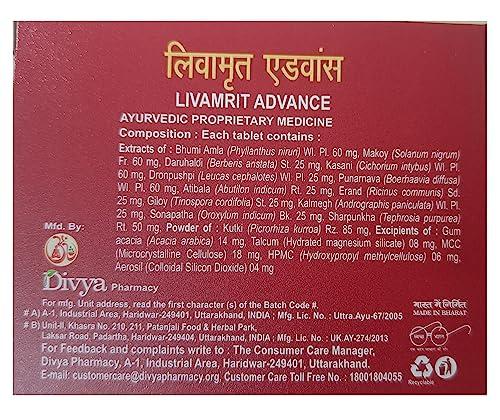 लिवामृत एडवांस
LIVAMRIT ADVANCE
AYURVEDIC PROPRIETARY MEDICINE
Composition : Each tablet contains :
Extracts of : Bhumi Amla (Phyllanthus niruri) Wl. Pl. 60 mg, Makoy (Solanum nigrum)
Fr. 60 mg, Daruhaldi (Berberis aristata) St. 25 mg, Kasani (Cichorium intybus) Wl. Pl.
60 mg, Dronpushpi (Leucas cephalotes) Wl. Pl. 25 mg, Punarnava (Boerhaavia diffusa)
Wl. Pl. 60 mg, Atibala (Abutilon indicum) Rt. 25 mg, Erand (Ricinus communis) Sd.
25 mg, Giloy (Tinospora cordifolia) St. 25 mg, Kalmegh (Andrographis paniculata) Wl. Pl.
25 mg, Sonapatha (Oroxylum indicum) Bk. 25 mg, Sharpunkha (Tephrosia purpurea)
Rt. 50 mg, Powder of : Kutki (Picrorhiza kurroa) Rz. 85 mg, Excipients of : Gum
acacia (Acacia arabica) 14 mg, Talcum (Hydrated magnesium silicate) 08 mg, MCC
(Microcrystalline Cellulose) 18 mg, HPMC (Hydroxypropyl methylcellulose) 06 mg,
Aerosil (Colloidal Silicon Dioxide) 04 mg
Mfd. By:
Divya Pharmacy
For mfg. Unit address, read the first character(s) of the Batch Code #.
# A) A-1, Industrial Area, Haridwar-249401, Uttarakhand, INDIA - Mfg. Lic. No. : Uttra.Ayu-67/2005
# B) Unit-II, Khasra No. 210, 211, Patanjali Food & Herbal Park,
Laksar Road, Padartha, Haridwar-249404, Uttarakhand, INDIA - Mfg. Lic. No. : UK.AY-274/2013
For Feedback and complaints write to : The Consumer Care Manager,
Divya Pharmacy, A-1, Industrial Area, Haridwar-249401, Uttarakhand.
E-mail: customercare@divyapharmacy.org, Customer Care Toll Free No. : 18001804055
भारत में निर्मित
MADE IN BHARAT
स्वच्छ भारत
एक कदम स्वच्छता की ओर
Recyclable